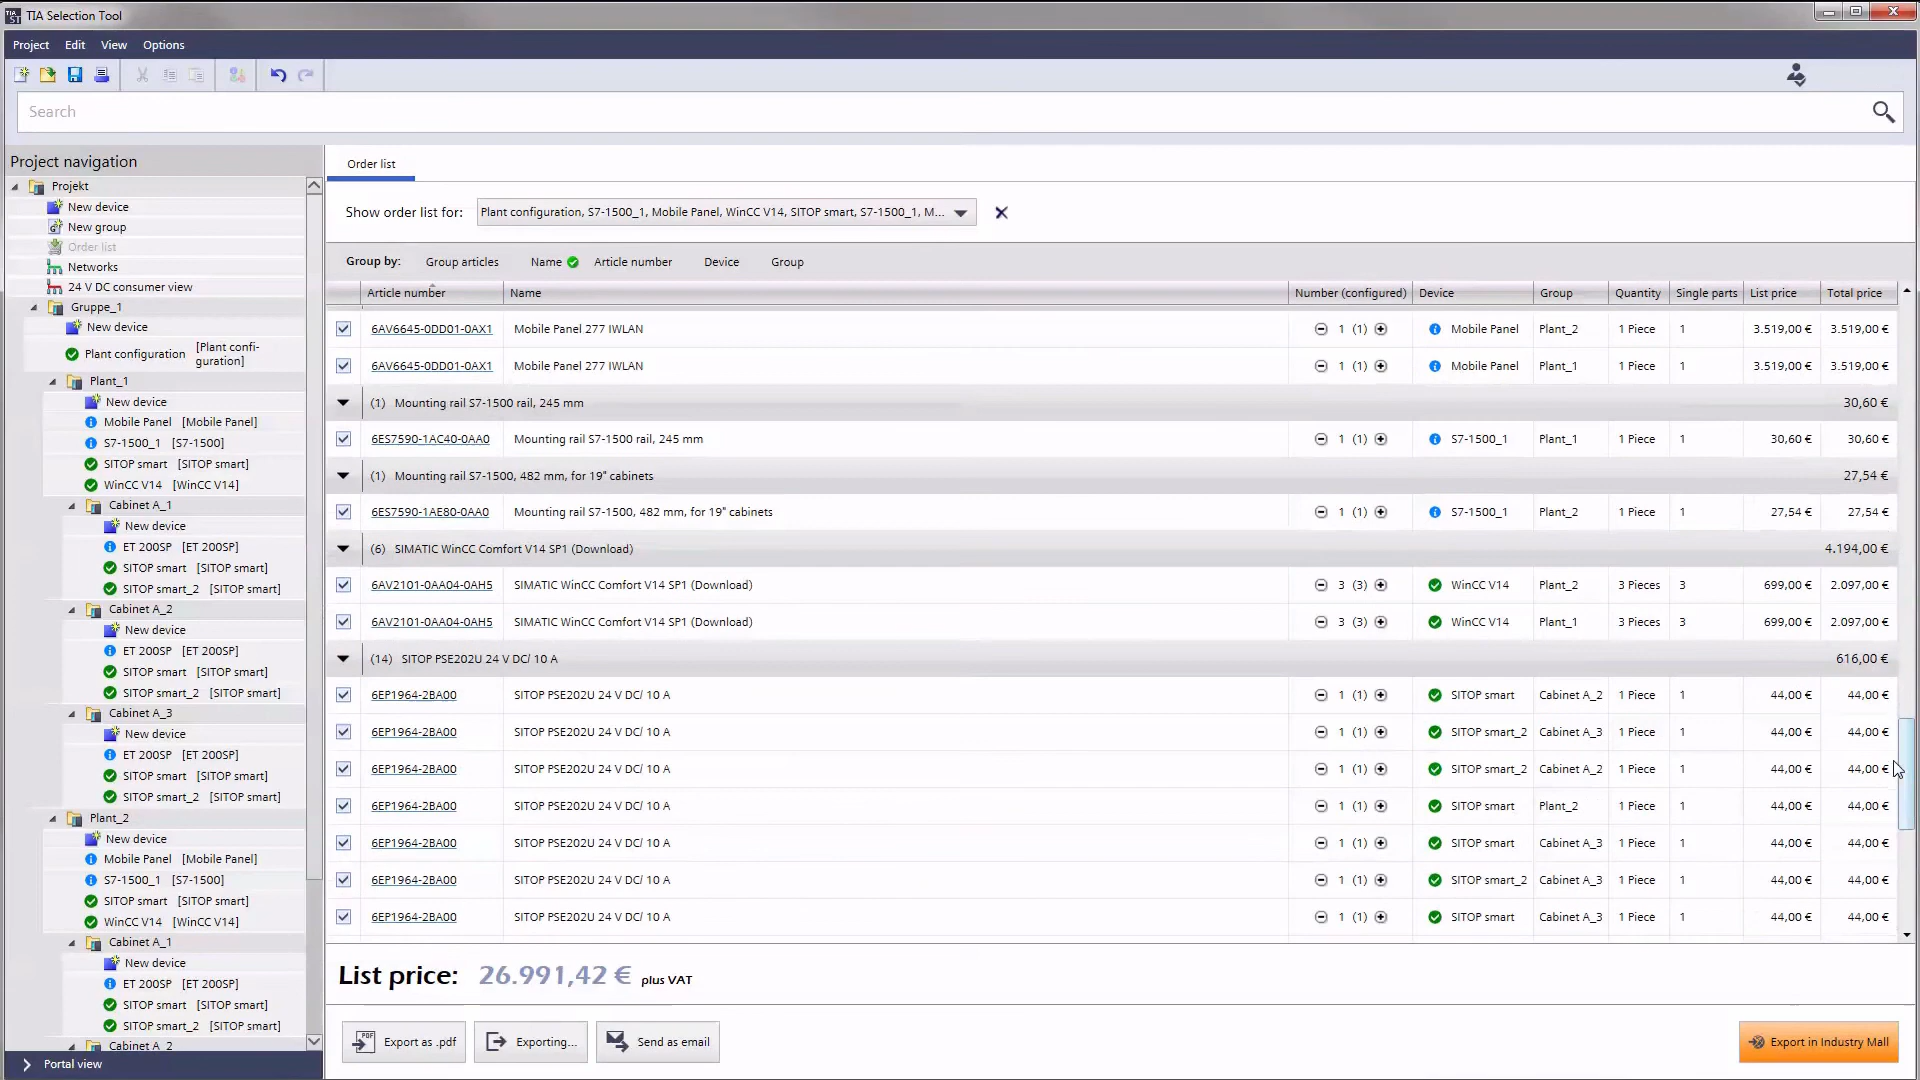 TIA Selection Tool
Project Edit View Options
Search
Project navigation
Projekt
New device
New group
Order list
Networks
24 V DC consumer view
Gruppe_1
New device
Plant configuration [Plant confi-
guration]
Plant_1
New device
Mobile Panel [Mobile Panel]
S7-1500_1 [S7-1500]
SITOP smart [SITOP smart]
WinCC V14 [WinCC V14]
Cabinet A_1
New device
ET 200SP [ET 200SP]
SITOP smart [SITOP smart]
SITOP smart_2 [SITOP smart]
Cabinet A_2
New device
ET 200SP [ET 200SP]
SITOP smart [SITOP smart]
SITOP smart_2 [SITOP smart]
Cabinet A_3
New device
ET 200SP [ET 200SP]
SITOP smart [SITOP smart]
SITOP smart_2 [SITOP smart]
Plant_2
New device
Mobile Panel [Mobile Panel]
S7-1500_1 [S7-1500]
SITOP smart [SITOP smart]
WinCC V14 [WinCC V14]
Cabinet A_1
New device
ET 200SP [ET 200SP]
SITOP smart [SITOP smart]
SITOP smart_2 [SITOP smart]
Cabinet A_2
Portal view
Order list
Show order list for: Plant configuration, S7-1500_1, Mobile Panel, WinCC V14, SITOP smart, S7-1500_1, M...
Group by: Group articles Name Article number Device Group
Article number Name Number (configured) Device Group Quantity Single parts List price Total price
6AV6645-0DD01-0AX1 Mobile Panel 277 IWLAN 1 (1) Mobile Panel Plant_2 1 Piece 1 3.519,00 € 3.519,00 €
6AV6645-0DD01-0AX1 Mobile Panel 277 IWLAN 1 (1) Mobile Panel Plant_1 1 Piece 1 3.519,00 € 3.519,00 €
(1) Mounting rail S7-1500 rail, 245 mm 30,60 €
6ES7590-1AC40-0AA0 Mounting rail S7-1500 rail, 245 mm 1 (1) S7-1500_1 Plant_1 1 Piece 1 30,60 € 30,60 €
(1) Mounting rail S7-1500, 482 mm, for 19" cabinets 27,54 €
6ES7590-1AE80-0AA0 Mounting rail S7-1500, 482 mm, for 19" cabinets 1 (1) S7-1500_1 Plant_2 1 Piece 1 27,54 € 27,54 €
(6) SIMATIC WinCC Comfort V14 SP1 (Download) 4.194,00 €
6AV2101-0AA04-0AH5 SIMATIC WinCC Comfort V14 SP1 (Download) 3 (3) WinCC V14 Plant_2 3 Pieces 3 699,00 € 2.097,00 €
6AV2101-0AA04-0AH5 SIMATIC WinCC Comfort V14 SP1 (Download) 3 (3) WinCC V14 Plant_1 3 Pieces 3 699,00 € 2.097,00 €
(14) SITOP PSE202U 24 V DC/ 10 A 616,00 €
6EP1964-2BA00 SITOP PSE202U 24 V DC/ 10 A 1 (1) SITOP smart Cabinet A_2 1 Piece 1 44,00 € 44,00 €
6EP1964-2BA00 SITOP PSE202U 24 V DC/ 10 A 1 (1) SITOP smart_2 Cabinet A_3 1 Piece 1 44,00 € 44,00 €
6EP1964-2BA00 SITOP PSE202U 24 V DC/ 10 A 1 (1) SITOP smart_2 Cabinet A_2 1 Piece 1 44,00 € 44,00 €
6EP1964-2BA00 SITOP PSE202U 24 V DC/ 10 A 1 (1) SITOP smart Plant_2 1 Piece 1 44,00 € 44,00 €
6EP1964-2BA00 SITOP PSE202U 24 V DC/ 10 A 1 (1) SITOP smart Cabinet A_3 1 Piece 1 44,00 € 44,00 €
6EP1964-2BA00 SITOP PSE202U 24 V DC/ 10 A 1 (1) SITOP smart_2 Cabinet A_3 1 Piece 1 44,00 € 44,00 €
6EP1964-2BA00 SITOP PSE202U 24 V DC/ 10 A 1 (1) SITOP smart Cabinet A_3 1 Piece 1 44,00 € 44,00 €
List price: 26.991,42 € plus VAT
Export as .pdf Exporting... Send as email Export in Industry Mall